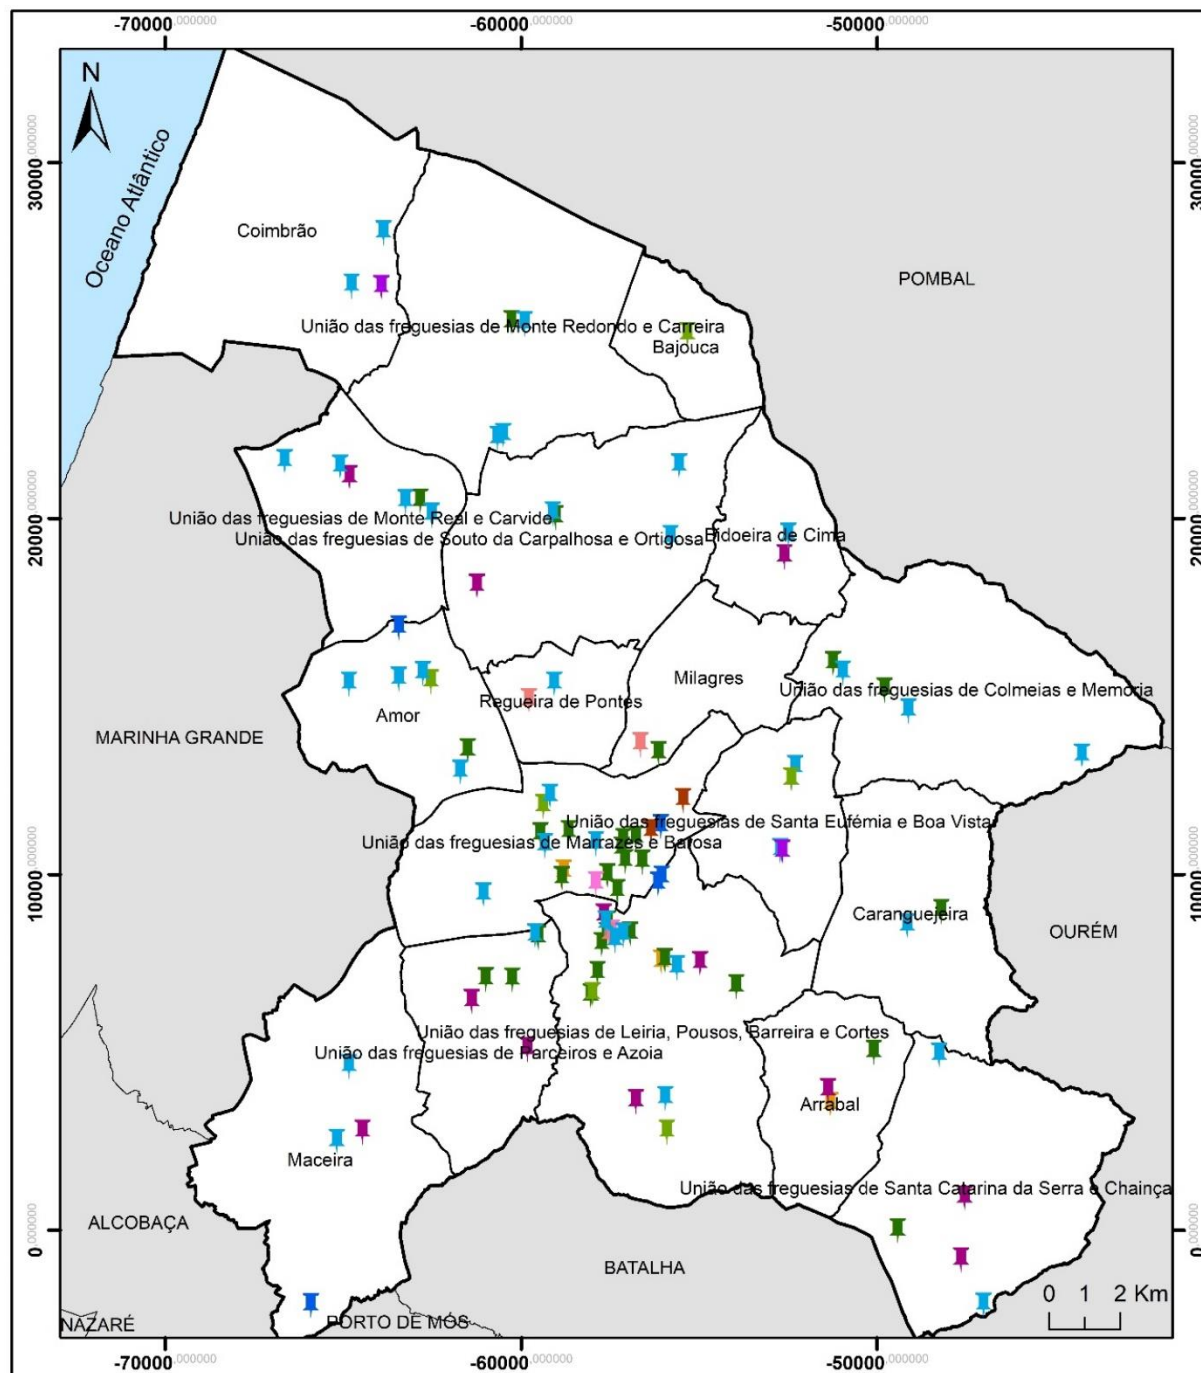 -70000,000000 -60000,000000 -50000,000000
N
30000,000000
30000,000000
Oceano Atlântico
Coimbrão
POMBAL
União das freguesias de Monte Redondo e Carreira
Bajouca
20000,000000
20000,000000
União das freguesias de Monte Real e Carvide
União das freguesias de Souto da Carpalhosa e Ortigosa
Bidoeira de Cima
Milagres
União das freguesias de Colmeias e Memória
Regueira de Pontes
Amor
MARINHA GRANDE
União das freguesias de Santa Eufémia e Boa Vista
União das freguesias de Marrazes e Barosa
10000,000000
10000,000000
Caranguejeira
OURÉM
União das freguesias de Leiria, Pousos, Barreira e Cortes
União das freguesias de Parceiros e Azoia
Arrabal
Maceira
União das freguesias de Santa Catarina da Serra e Chainça
ALCOBAÇA
0,000000
0,000000
BATALHA
0 1 2 Km
NAZARÉ
PORTO DE MÓS
-70000,000000 -60000,000000 -50000,000000